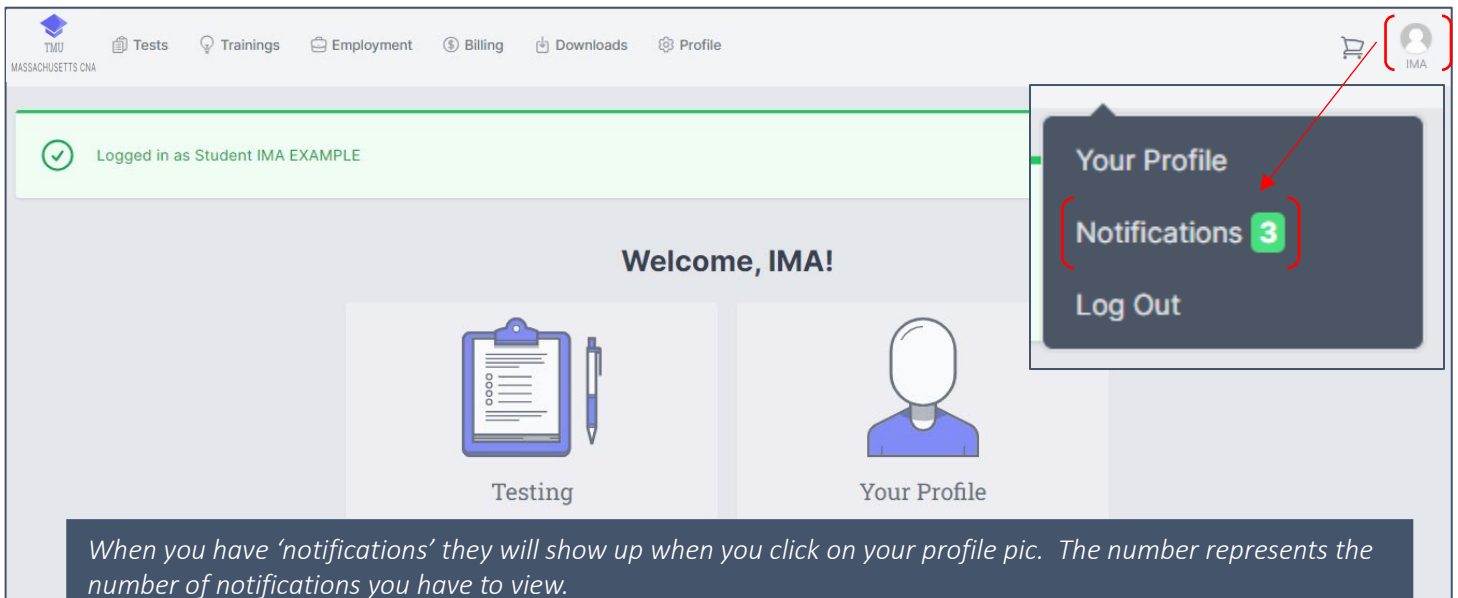 TMU
MASSACHUSETTS CNA
Tests Trainings Employment Billing Downloads Profile
IMA
Logged in as Student IMA EXAMPLE
Your Profile
Notifications 3
Log Out
Welcome, IMA!
Testing
Your Profile
When you have ‘notifications’ they will show up when you click on your profile pic.  The number represents the
number of notifications you have to view.